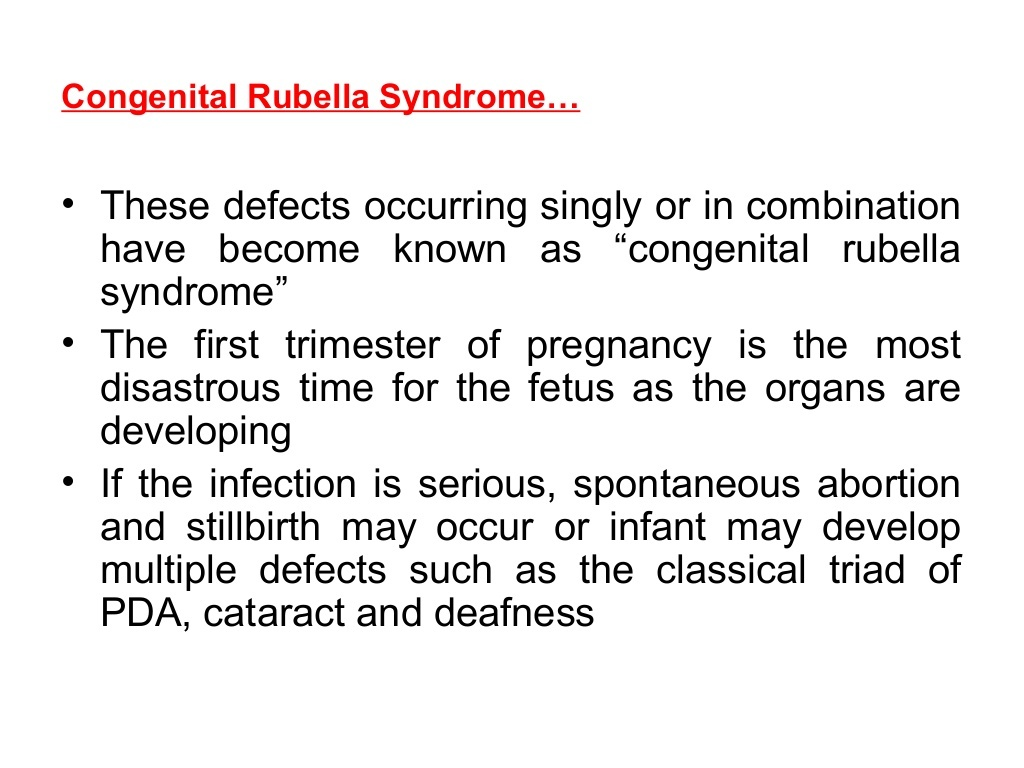 Congenital Rubella Syndrome…
• These defects occurring singly or in combination
have become known as “congenital rubella
syndrome”
• The first trimester of pregnancy is the most
disastrous time for the fetus as the organs are
developing
• If the infection is serious, spontaneous abortion
and stillbirth may occur or infant may develop
multiple defects such as the classical triad of
PDA, cataract and deafness